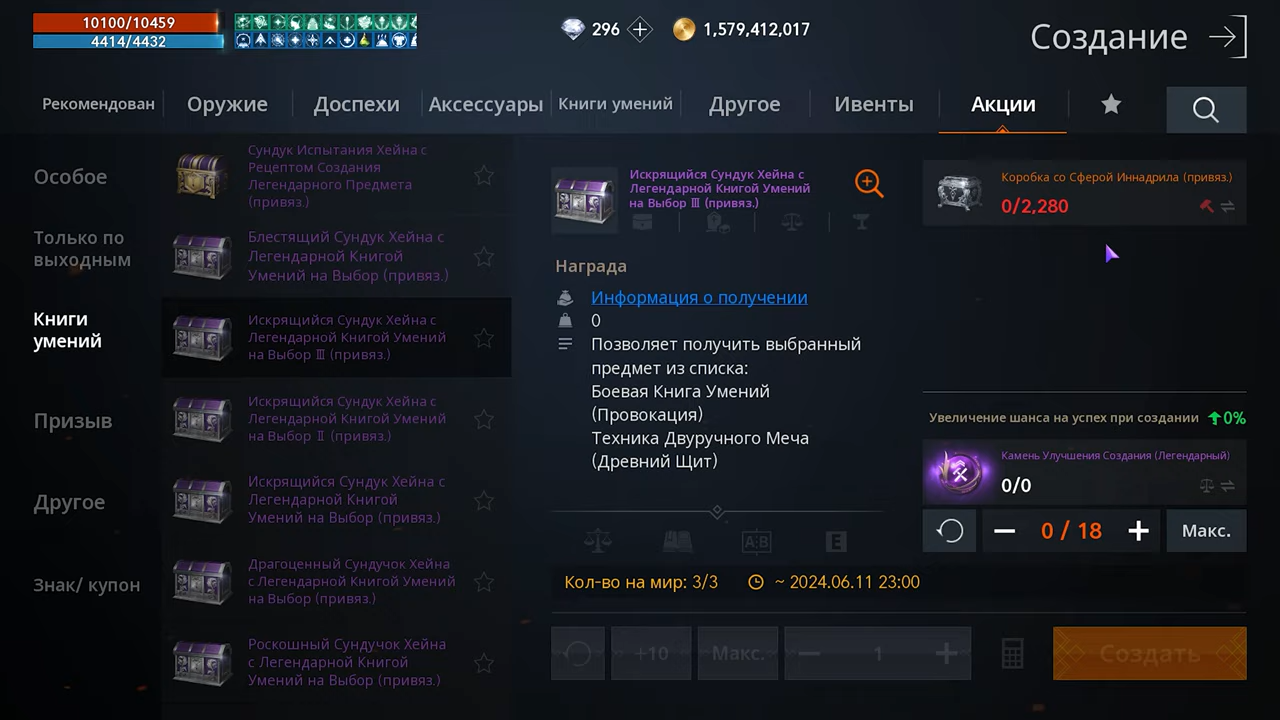 10100/10459
4414/4432
296
1,579,412,017
Создание
Рекомендован
Оружие
Доспехи
Аксессуары
Книги умений
Другое
Ивенты
Акции
Особое
Только по
выходным
Книги
умений
Призыв
Другое
Знак/ купон
Сундук Испытания Хейна с
Рецептом Создания
Легендарного Предмета
(привяз.)
Блестящий Сундук Хейна с
Легендарной Книгой
Умений на Выбор (привяз.)
Искрящийся Сундук Хейна с
Легендарной Книгой Умений
на Выбор Ⅲ (привяз.)
Искрящийся Сундук Хейна с
Легендарной Книгой Умений
на Выбор Ⅱ (привяз.)
Искрящийся Сундук Хейна с
Легендарной Книгой
Умений на Выбор (привяз.)
Драгоценный Сундучок Хейна
с Легендарной Книгой Умений
на Выбор (привяз.)
Роскошный Сундучок Хейна
с Легендарной Книгой
Умений на Выбор (привяз.)
Искрящийся Сундук Хейна с
Легендарной Книгой Умений
на Выбор Ⅲ (привяз.)
Награда
Информация о получении
0
Позволяет получить выбранный
предмет из списка:
Боевая Книга Умений
(Провокация)
Техника Двуручного Меча
(Древний Щит)
A B
E
Кол-во на мир: 3/3
~ 2024.06.11 23:00
+10
Макс.
1
Коробка со Сферой Иннадрила (привяз.)
0/2,280
Увеличение шанса на успех при создании
0%
Камень Улучшения Создания (Легендарный)
0/0
0 / 18
Макс.
Создать